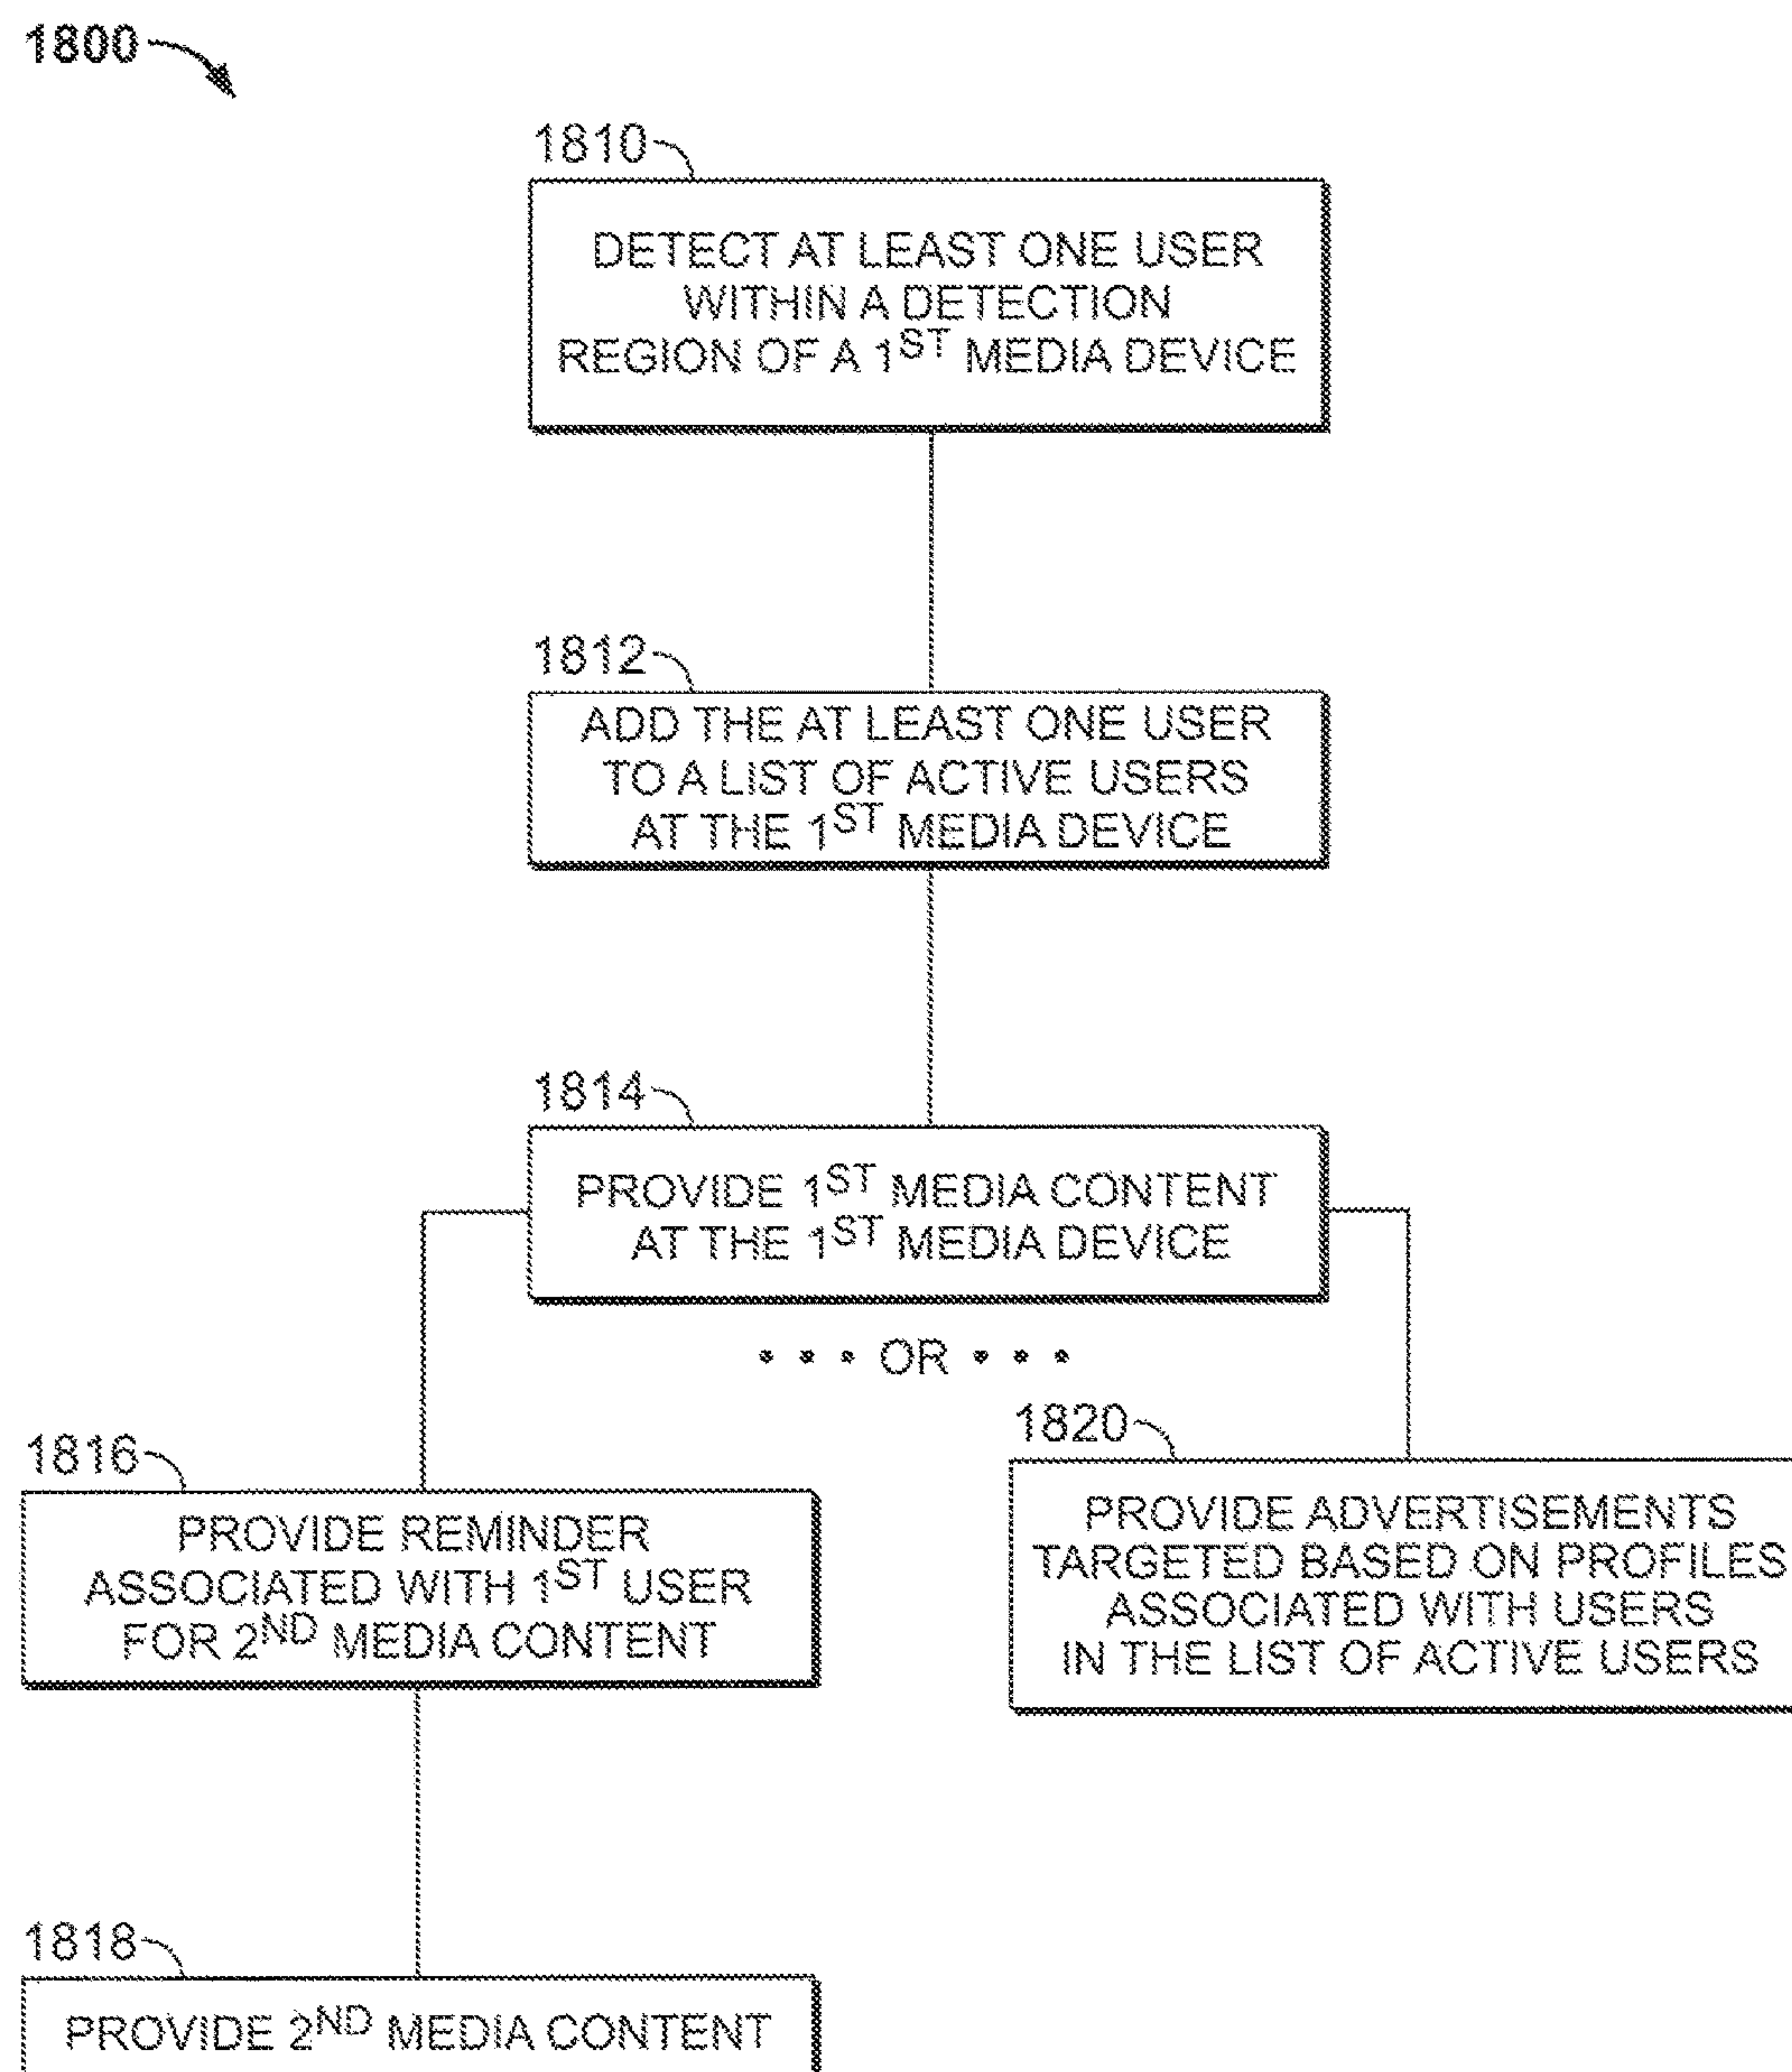 1800
1810
DETECT AT LEAST ONE USER
WITHIN A DETECTION
REGION OF A 1ST MEDIA DEVICE
1812
ADD THE AT LEAST ONE USER
TO A LIST OF ACTIVE USERS
AT THE 1ST MEDIA DEVICE
1814
PROVIDE 1ST MEDIA CONTENT
AT THE 1ST MEDIA DEVICE
• • • OR • • •
1816
PROVIDE REMINDER
ASSOCIATED WITH 1ST USER
FOR 2ND MEDIA CONTENT
1820
PROVIDE ADVERTISEMENTS
TARGETED BASED ON PROFILES
ASSOCIATED WITH USERS
IN THE LIST OF ACTIVE USERS
1818
PROVIDE 2ND MEDIA CONTENT